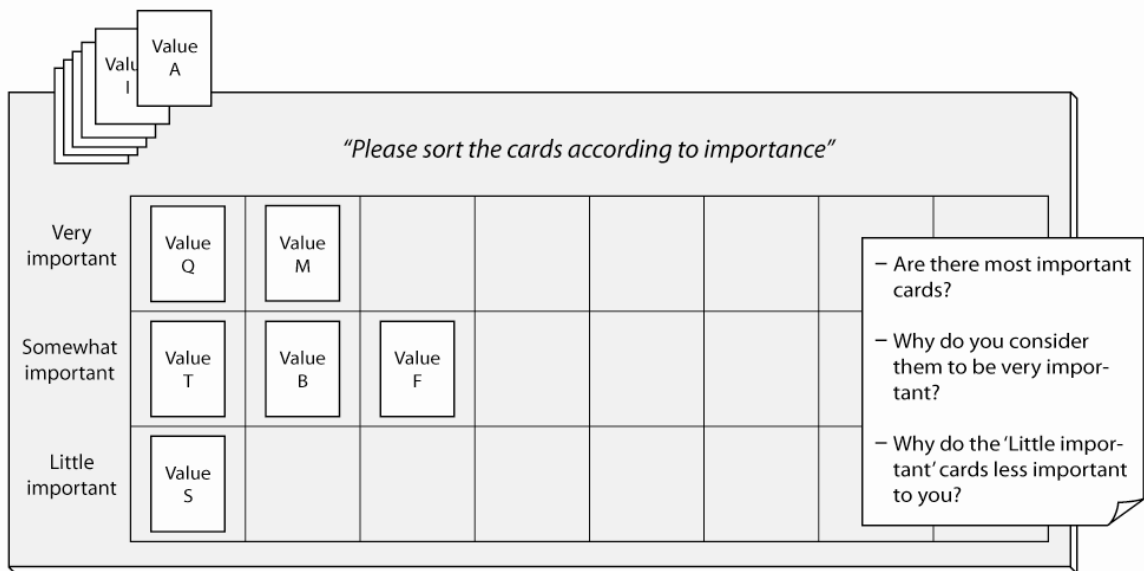 Value
A
Valu
I
“Please sort the cards according to importance”
Very
important
Value
Q
Value
M
Somewhat
important
Value
T
Value
B
Value
F
Little
important
Value
S
– Are there most important
cards?
– Why do you consider
them to be very impor-
tant?
– Why do the ‘Little impor-
tant’ cards less important
to you?